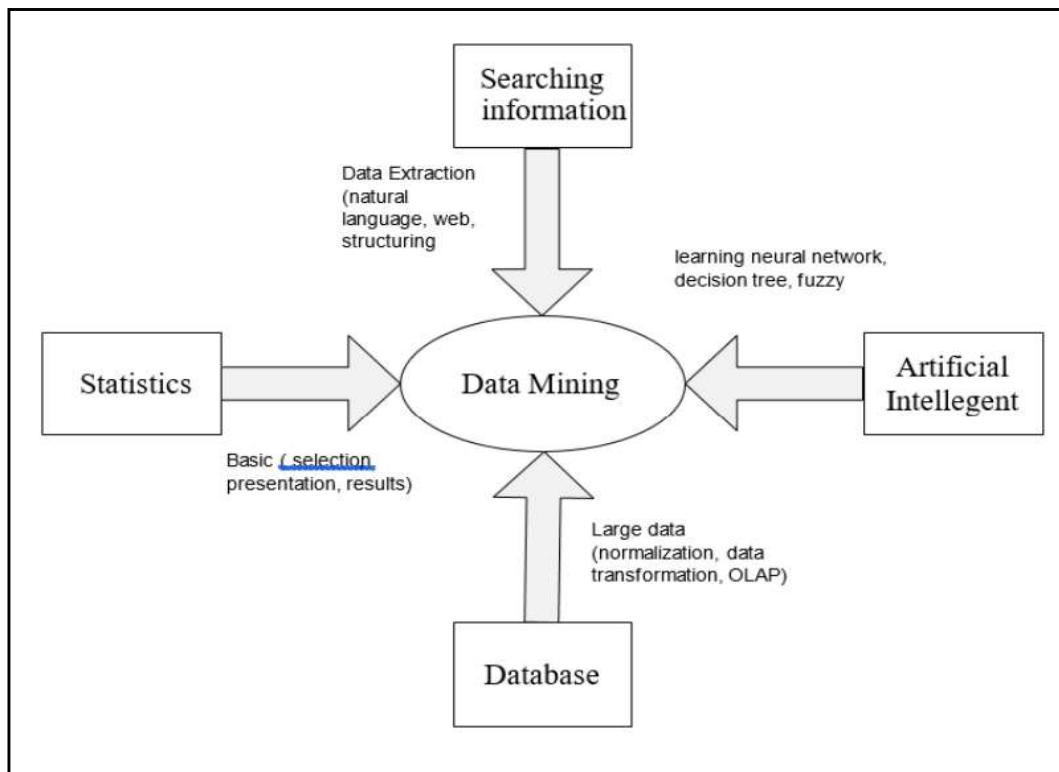 Searching
information
Data Extraction
(natural
language, web,
structuring
learning neural network,
decision tree, fuzzy
Statistics
Data Mining
Artificial
Intellegent
Basic ( selection
presentation, results)
Large data
(normalization, data
transformation, OLAP)
Database